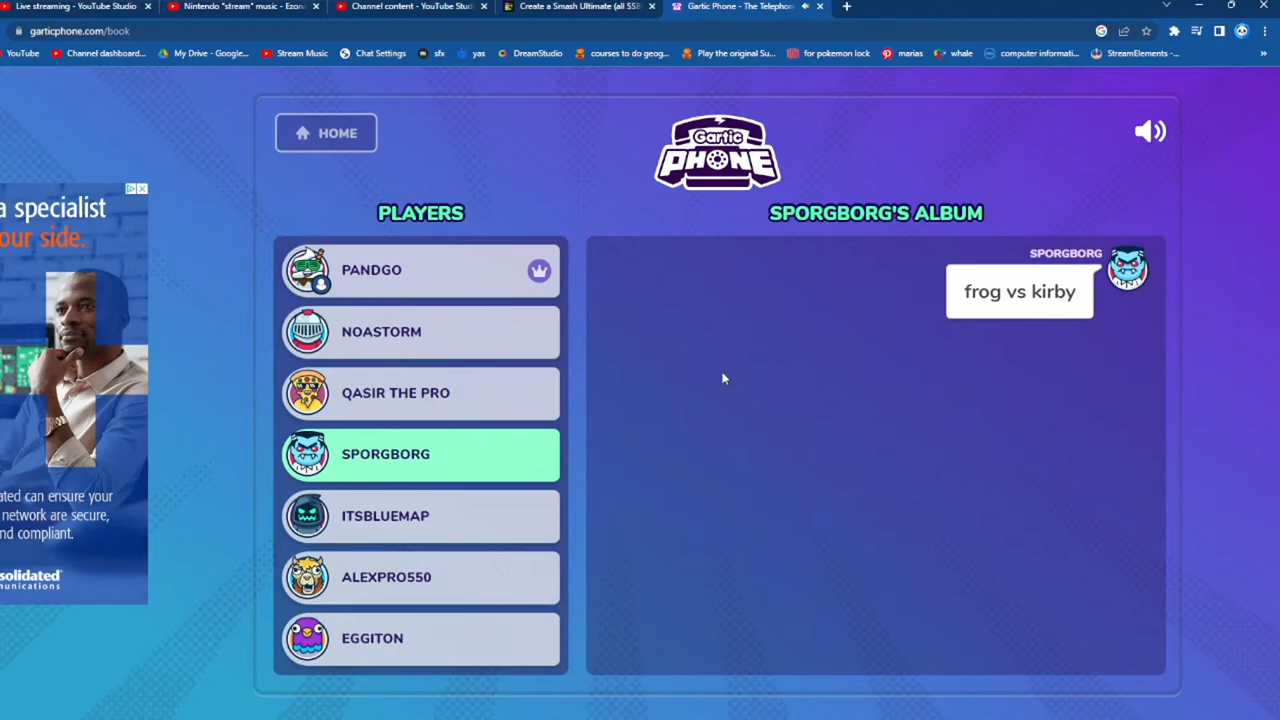 Live streaming - YouTube Studio
Nintendo "stream" music - Ezon
Channel content - YouTube Stud
Create a Smash Ultimate (all SSB
Gartic Phone - The Telephon
garticphone.com/book
YouTube
Channel dashboard...
My Drive - Google...
Stream Music
Chat Settings
sfx
yas
DreamStudio
courses to do geog...
Play the original Su...
for pokemon lock
marias
whale
computer informati...
StreamElements -...
HOME
Gartic
PHONE
PLAYERS
SPORGBORG'S ALBUM
a specialist
our side.
ated can ensure your
network are secure,
nd compliant.
solidated
munications
PANDGO
NOASTORM
QASIR THE PRO
SPORGBORG
ITSBLUEMAP
ALEXPRO550
EGGITON
SPORGBORG
frog vs kirby